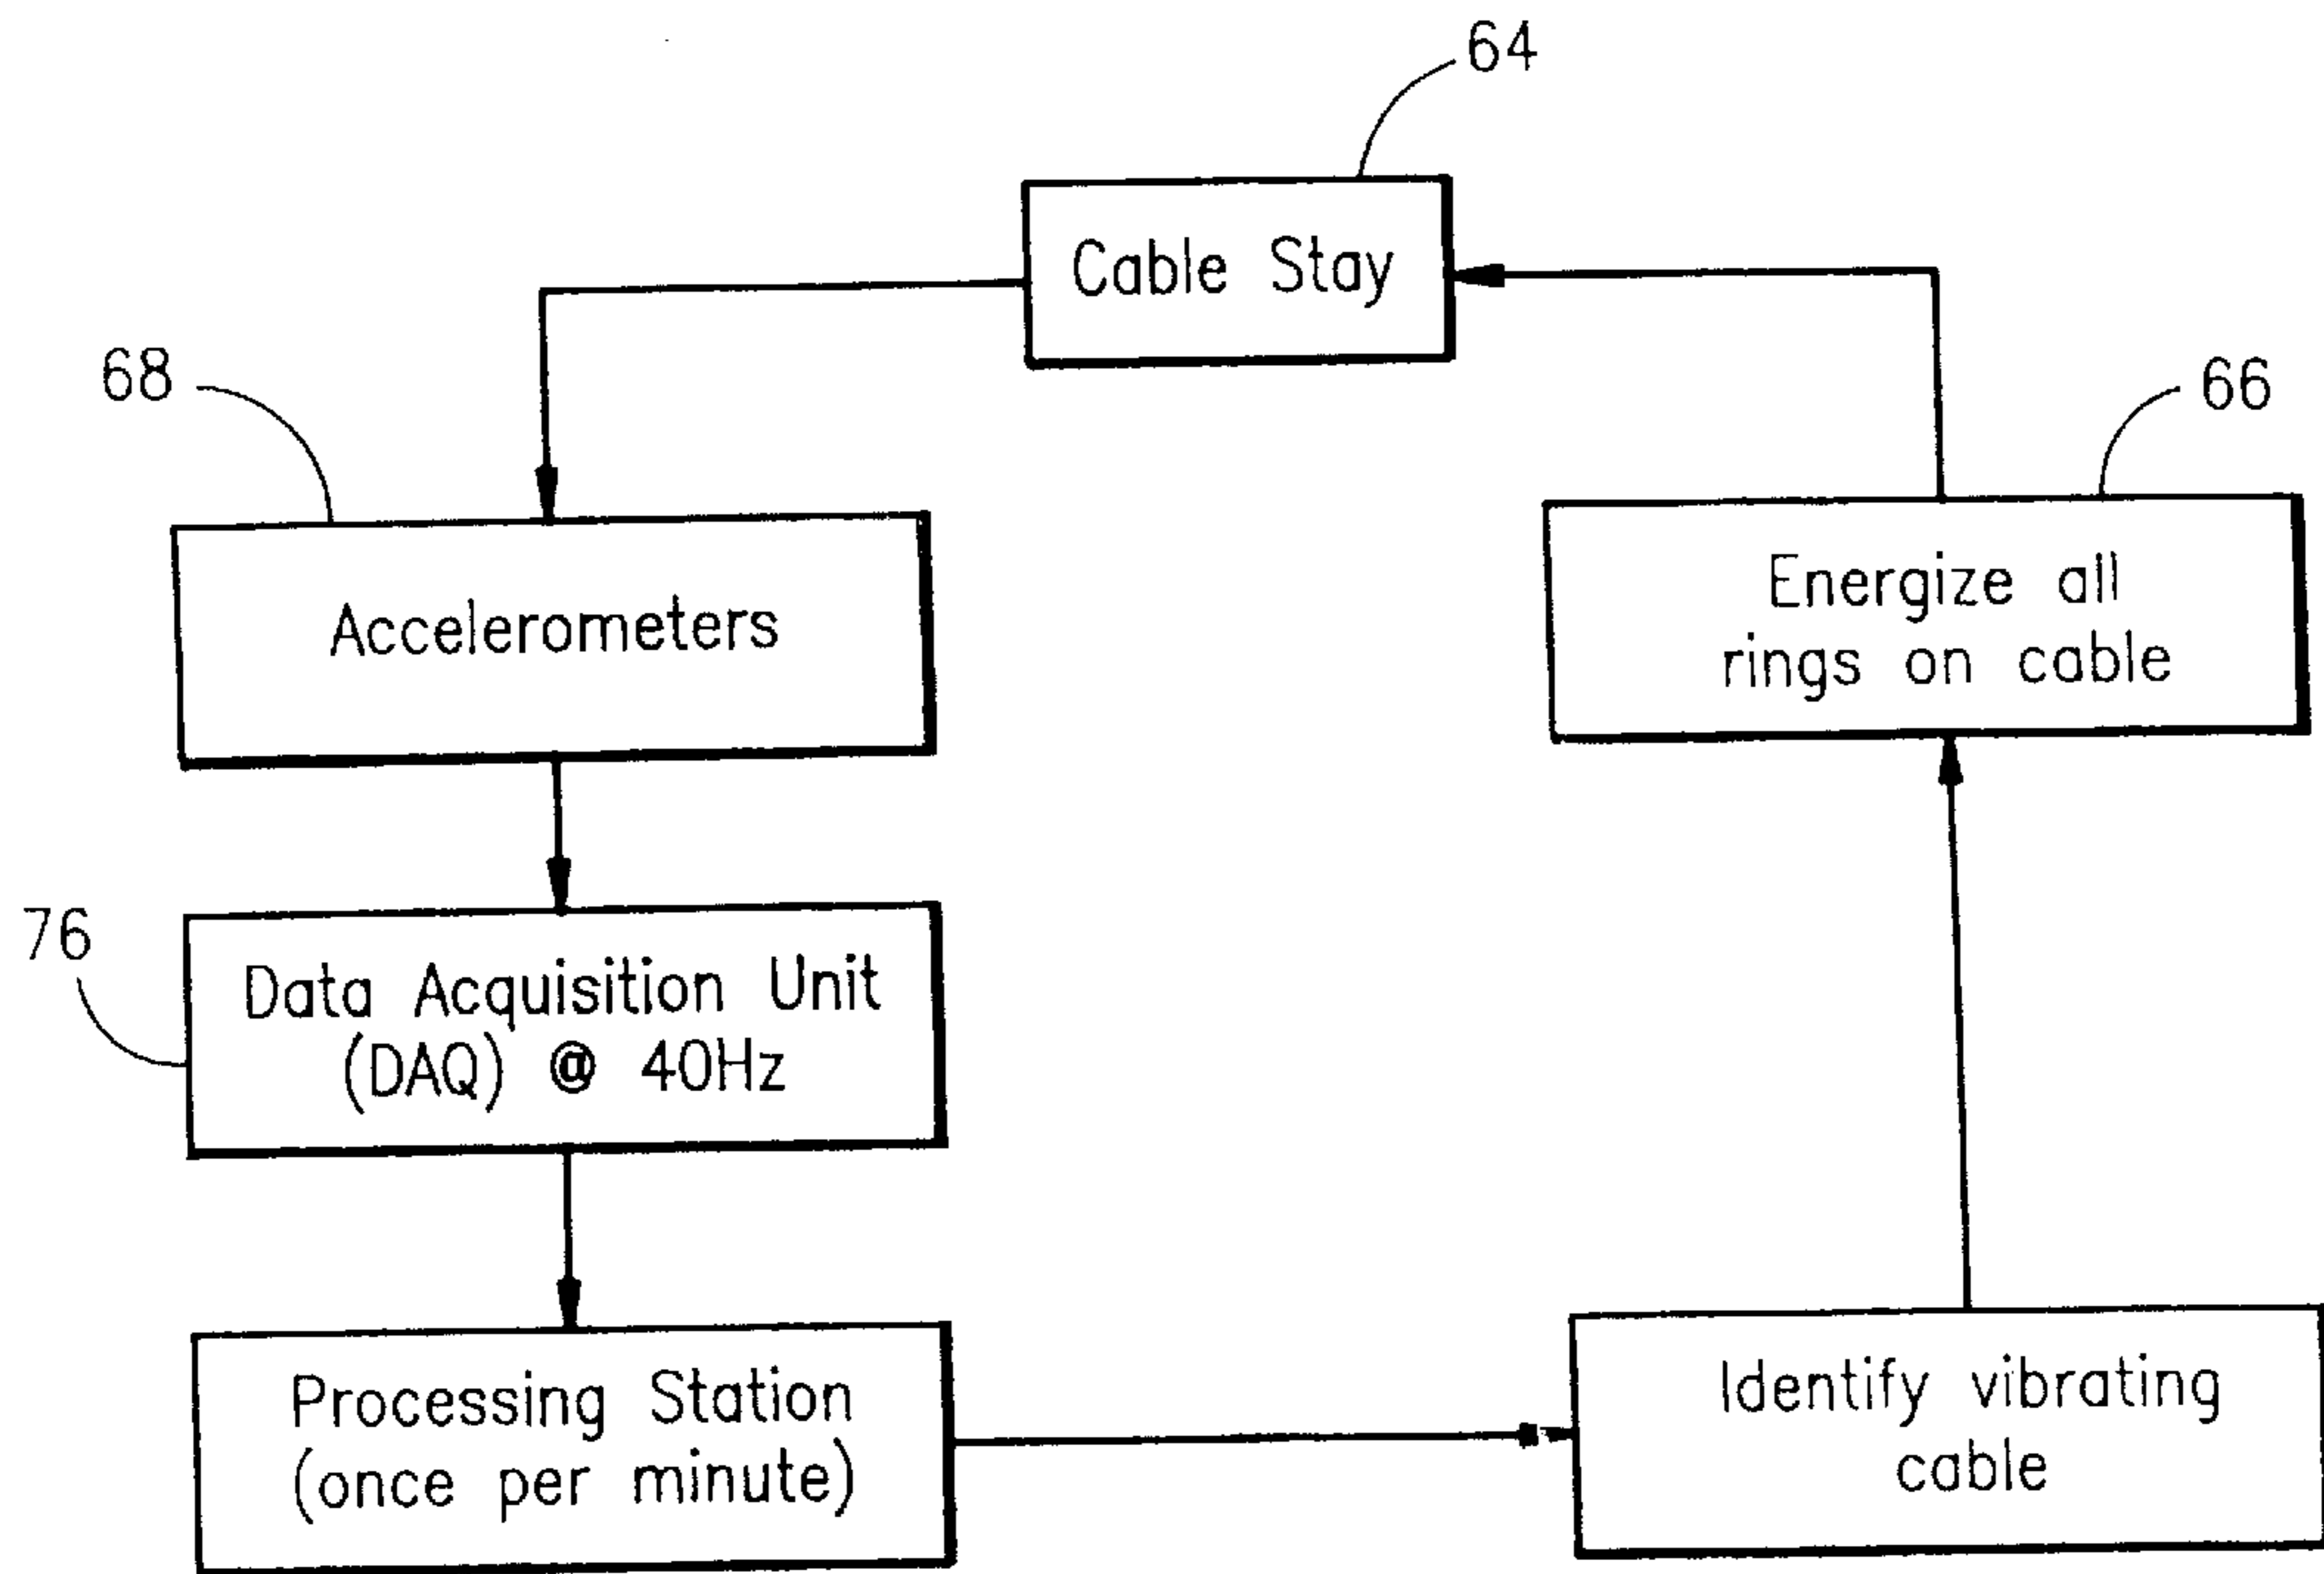 64
Cable Stay
68
66
Accelerometers
Energize all
rings on cable
76
Data Acquisition Unit
(DAQ) @ 40Hz
Processing Station
(once per minute)
Identify vibrating
cable